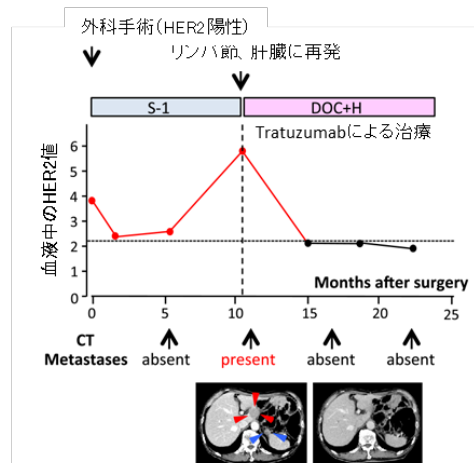 外科手術(HER2陽性)
リンパ節、肝臓に再発
S-1
DOC+H
Tratuzumabによる治療
血液中のHER2値
6
5
4
3
2
1
0
Months after surgery
0 5 10 15 20 25
CT
Metastases absent present absent absent